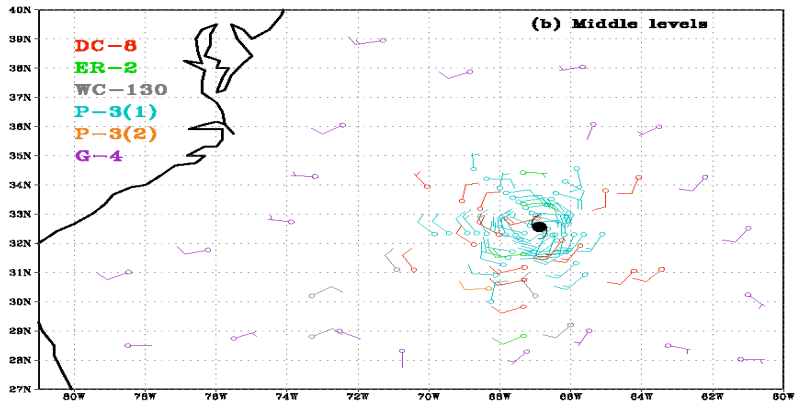 40N
(b) Middle levels
39N
DC-8
38N
ER-2
37N
WC-130
P-3(1)
36N
P-3(2)
35N
G-4
34N
33N
32N
31N
30N
29N
28N
27N
80W 78W 76W 74W 72W 70W 68W 66W 64W 62W 60W